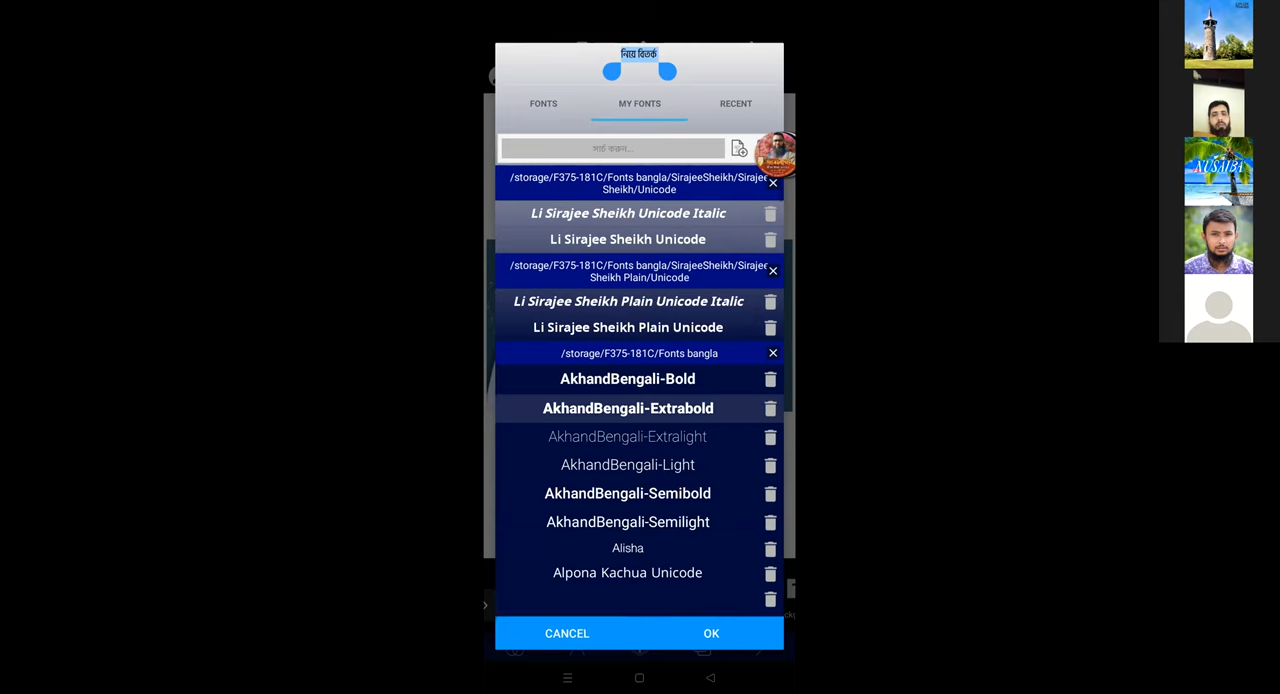 নিয়ে বিতর্ক
FONTS
MY FONTS
RECENT
সার্চ করুন...
/storage/F375-181C/Fonts bangla/SirajeeSheikh/Sirajee
Sheikh/Unicode
Li Sirajee Sheikh Unicode Italic
Li Sirajee Sheikh Unicode
/storage/F375-181C/Fonts bangla/SirajeeSheikh/Sirajee
Sheikh Plain/Unicode
Li Sirajee Sheikh Plain Unicode Italic
Li Sirajee Sheikh Plain Unicode
/storage/F375-181C/Fonts bangla
AkhandBengali-Bold
AkhandBengali-Extrabold
AkhandBengali-Extralight
AkhandBengali-Light
AkhandBengali-Semibold
AkhandBengali-Semilight
Alisha
Alpona Kachua Unicode
CANCEL
OK
NUSAIBA